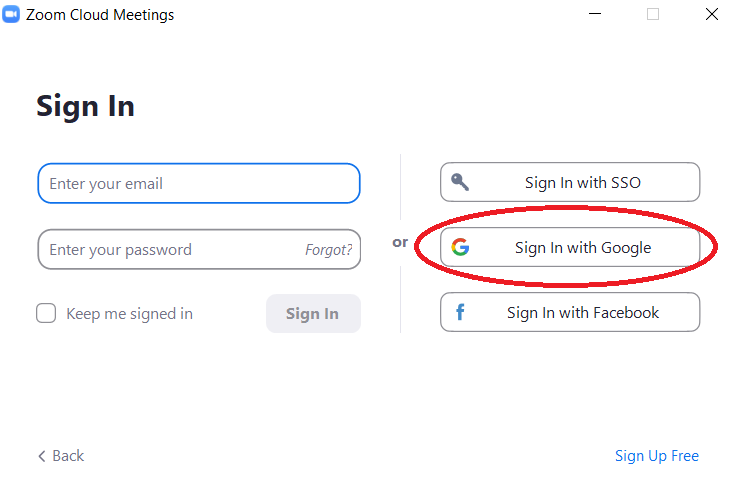 Zoom Cloud Meetings
Sign In
Enter your email
Enter your password Forgot?
Keep me signed in Sign In
or
Sign In with SSO
Sign In with Google
Sign In with Facebook
Back
Sign Up Free